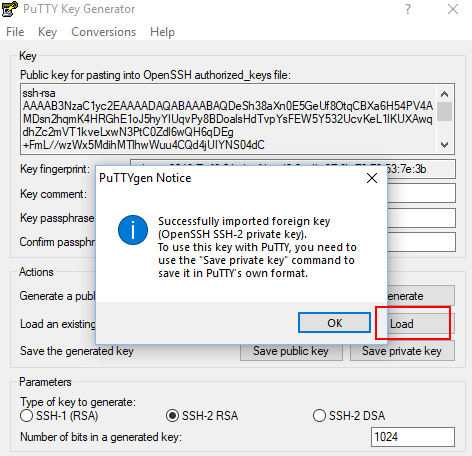 PuTTY Key Generator
File Key Conversions Help
Key
Public key for pasting into OpenSSH authorized_keys file:
ssh-rsa
AAAAB3NzaC1yc2EAAAADAQABAAABAQDeSh38aXn0E5GeUf8OtqCBXa6H54PV4A
MDsn2hqmK4HRGhE1oJ5hyYIUqvPy8BDoalsHdTvpYsFEW5Y532UcvKeL1IKUXAwq
dhZc2mVT1kveLxwN3PtC0ZdI6wQH6qDEg
+FmL//wzWx5MdihMTlhwWuu4CQd4jUIYNS04dC
Key fingerprint:
53:7e:3b
Key comment:
Key passphrase
Confirm passphr
PuTTYgen Notice
Successfully imported foreign key
(OpenSSH SSH-2 private key).
To use this key with PuTTY, you need to
use the "Save private key" command to
save it in PuTTY's own format.
OK
Actions
Generate a publ
enerate
Load an existing
Load
Save the generated key
Save public key
Save private key
Parameters
Type of key to generate:
SSH-1 (RSA)
SSH-2 RSA
SSH-2 DSA
Number of bits in a generated key:
1024